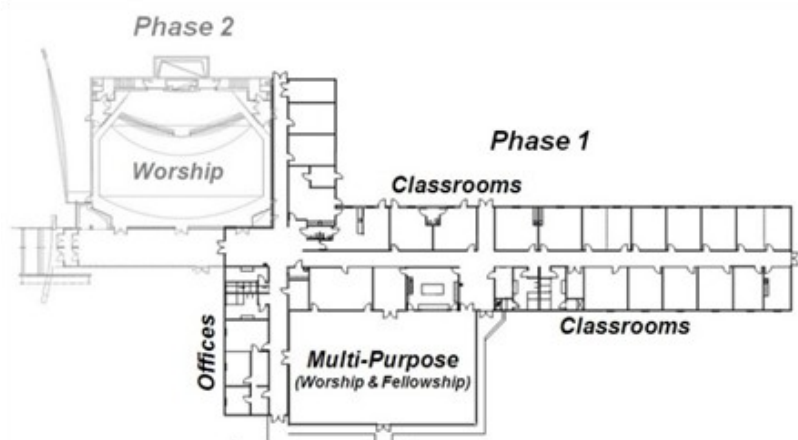 Phase 2
Worship
Phase 1
Classrooms
Classrooms
Offices
Multi-Purpose
(Worship & Fellowship)